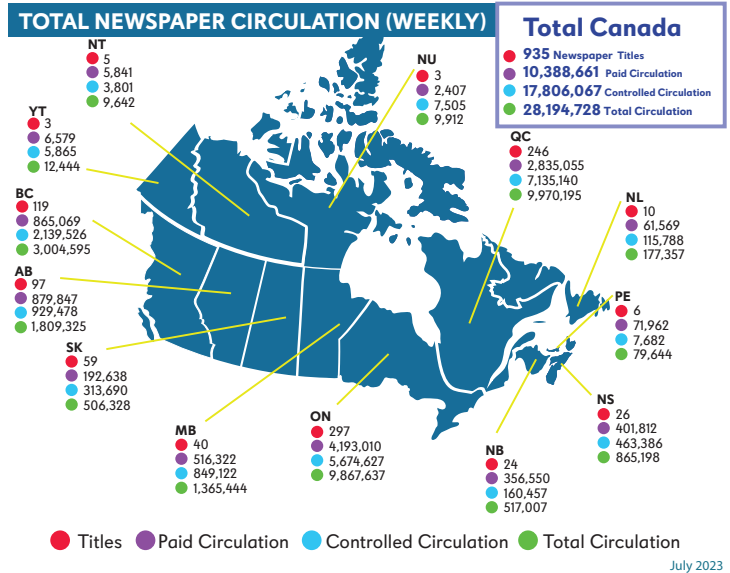 TOTAL NEWSPAPER CIRCULATION (WEEKLY)
Total Canada
935 Newspaper Titles
10,388,661 Paid Circulation
17,806,067 Controlled Circulation
28,194,728 Total Circulation
NT
5
5,841
3,801
9,642
NU
3
2,407
7,505
9,912
YT
3
6,579
5,865
12,444
QC
246
2,835,055
7,135,140
9,970,195
BC
119
865,069
2,139,526
3,004,595
NL
10
61,569
115,788
177,357
AB
97
879,847
929,478
1,809,325
PE
6
71,962
7,682
79,644
SK
59
192,638
313,690
506,328
MB
40
516,322
849,122
1,365,444
ON
297
4,193,010
5,674,627
9,867,637
NB
24
356,550
160,457
517,007
NS
26
401,812
463,386
865,198
Titles Paid Circulation Controlled Circulation Total Circulation
July 2023